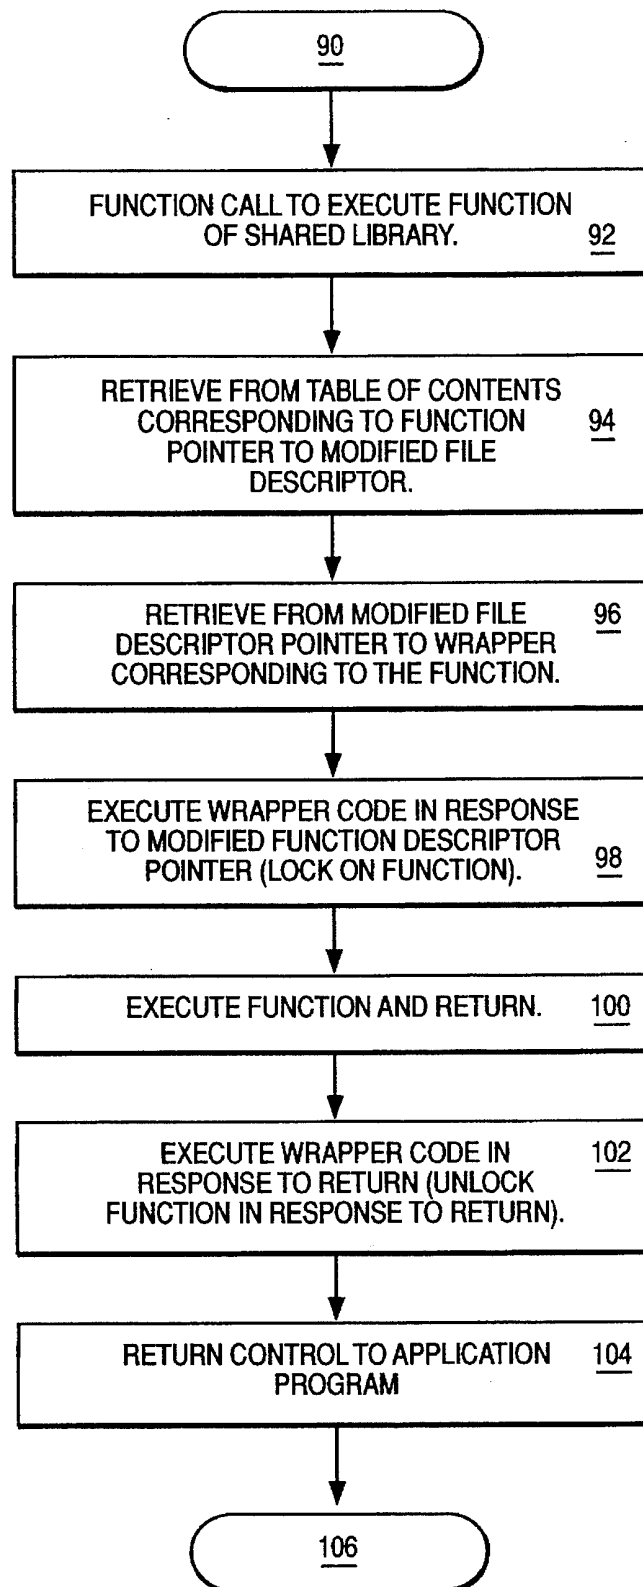 90
FUNCTION CALL TO EXECUTE FUNCTION
OF SHARED LIBRARY.
92
RETRIEVE FROM TABLE OF CONTENTS
CORRESPONDING TO FUNCTION
94
POINTER TO MODIFIED FILE
DESCRIPTOR.
RETRIEVE FROM MODIFIED FILE
96
DESCRIPTOR POINTER TO WRAPPER
CORRESPONDING TO THE FUNCTION.
EXECUTE WRAPPER CODE IN RESPONSE
TO MODIFIED FUNCTION DESCRIPTOR
POINTER (LOCK ON FUNCTION).
98
EXECUTE FUNCTION AND RETURN.
100
EXECUTE WRAPPER CODE IN
102
RESPONSE TO RETURN (UNLOCK
FUNCTION IN RESPONSE TO RETURN).
RETURN CONTROL TO APPLICATION
104
PROGRAM
106